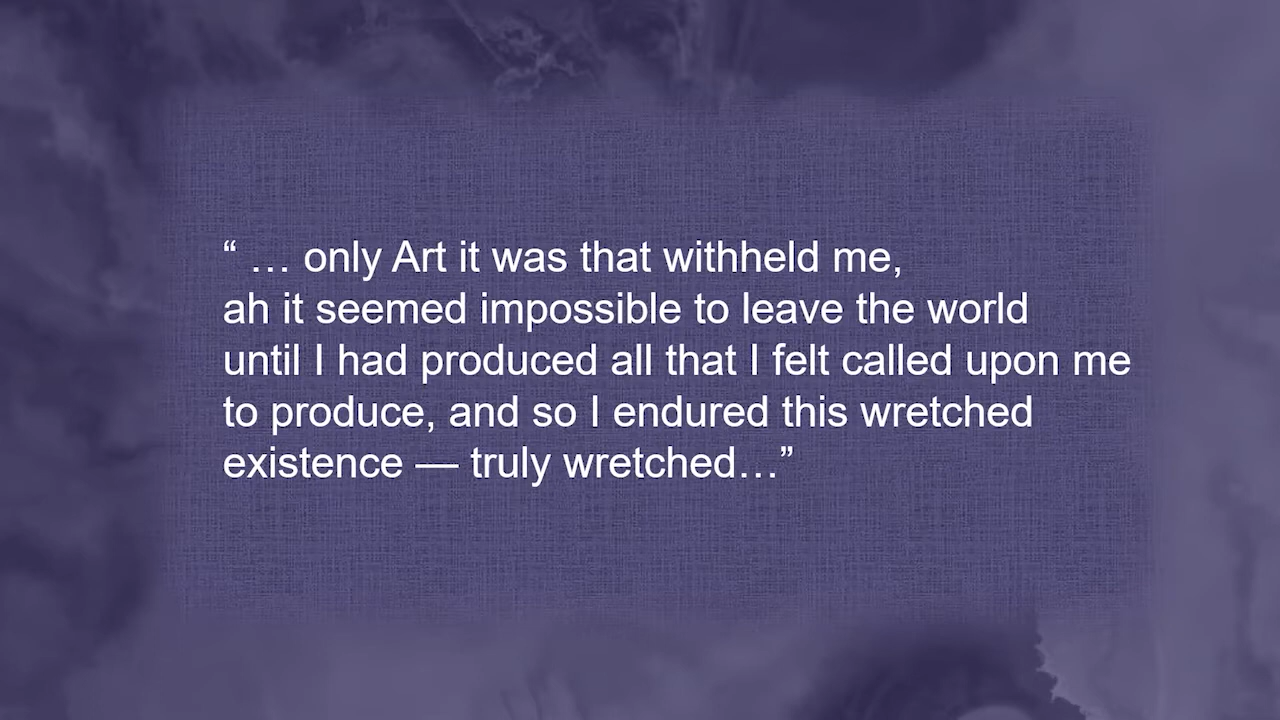 “ … only Art it was that withheld me,
ah it seemed impossible to leave the world
until I had produced all that I felt called upon me
to produce, and so I endured this wretched
existence — truly wretched…”